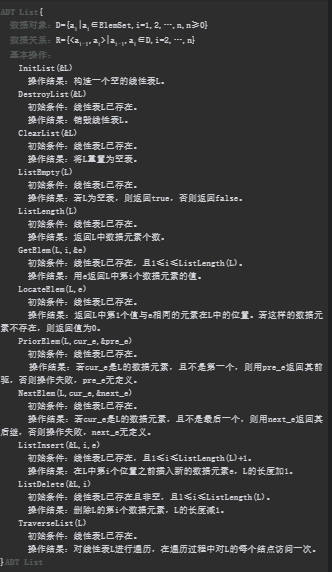 ADT List{
数据对象：D={aᵢ|aᵢ∈ElemSet,i=1,2,…,n,n≥0}
数据关系：R={<aᵢ₋₁,aᵢ>|aᵢ₋₁,aᵢ∈D,i=2,…,n}
基本操作：
InitList(&L)
操作结果：构造一个空的线性表L。
DestroyList(&L)
初始条件：线性表L已存在。
操作结果：销毁线性表L。
ClearList(&L)
初始条件：线性表L已存在。
操作结果：将L重置为空表。
ListEmpty(L)
初始条件：线性表L已存在。
操作结果：若L为空表，则返回true，否则返回false。
ListLength(L)
初始条件：线性表L已存在。
操作结果：返回L中数据元素个数。
GetElem(L,i,&e)
初始条件：线性表L已存在，且1≤i≤ListLength(L)。
操作结果：用e返回L中第i个数据元素的值。
LocateElem(L,e)
初始条件：线性表L已存在。
操作结果：返回L中第1个值与e相同的元素在L中的位置。若这样的数据元
素不存在，则返回值为0。
PriorElem(L,cur_e,&pre_e)
初始条件：线性表L已存在。
操作结果：若cur_e是L的数据元素，且不是第一个，则用pre_e返回其前
驱，否则操作失败，pre_e无定义。
NextElem(L,cur_e,&next_e)
初始条件：线性表L已存在。
操作结果：若cur_e是L的数据元素，且不是最后一个，则用next_e返回其
后继，否则操作失败，next_e无定义。
ListInsert(&L,i,e)
初始条件：线性表L已存在，且1≤i≤ListLength(L)+1。
操作结果：在L中第i个位置之前插入新的数据元素e，L的长度加1。
ListDelete(&L,i)
初始条件：线性表L已存在且非空，且1≤i≤ListLength(L)。
操作结果：删除L的第i个数据元素，L的长度减1。
TraverseList(L)
初始条件：线性表L已存在。
操作结果：对线性表L进行遍历，在遍历过程中对L的每个结点访问一次。
}ADT List